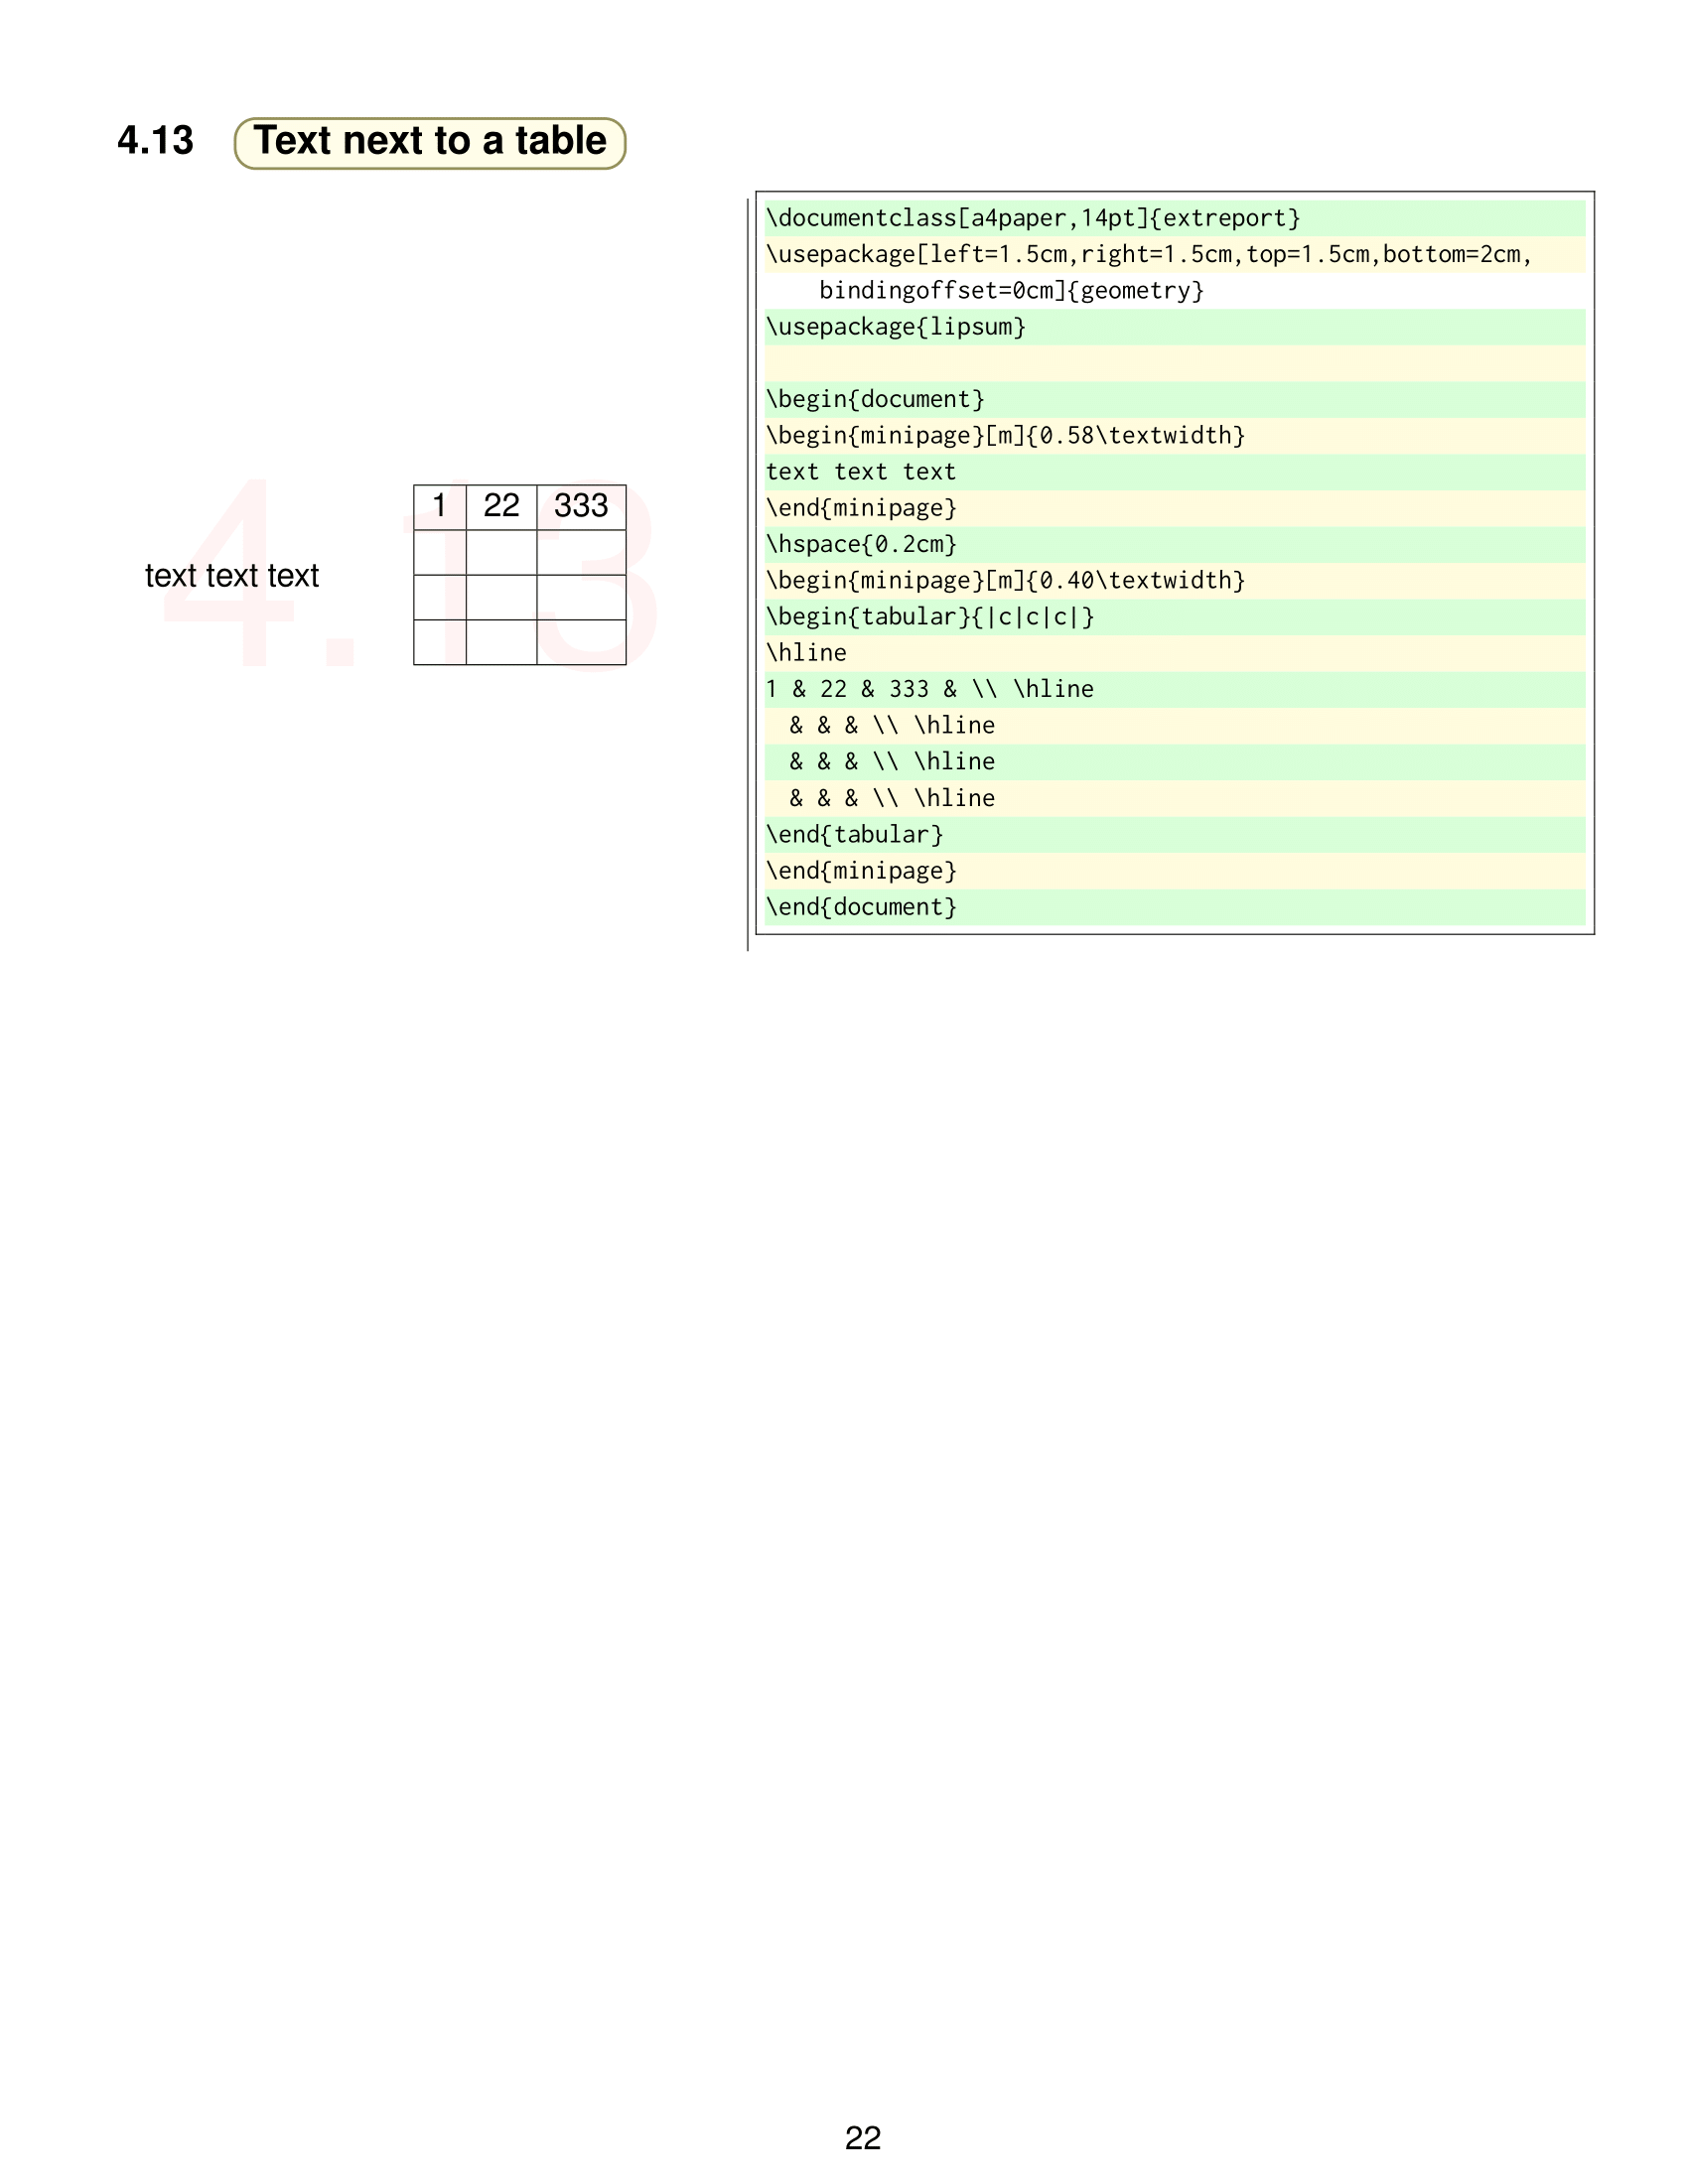 4.13 Text next to a table
4.13
text text text
1 22 333
\documentclass[a4paper,14pt]{extreport}
\usepackage[left=1.5cm,right=1.5cm,top=1.5cm,bottom=2cm,
    bindingoffset=0cm]{geometry}
\usepackage{lipsum}

\begin{document}
\begin{minipage}[m]{0.58\textwidth}
text text text
\end{minipage}
\hspace{0.2cm}
\begin{minipage}[m]{0.40\textwidth}
\begin{tabular}{|c|c|c|}
\hline
1 & 22 & 333 & \\ \hline
  & & & \\ \hline
  & & & \\ \hline
  & & & \\ \hline
\end{tabular}
\end{minipage}
\end{document}
22